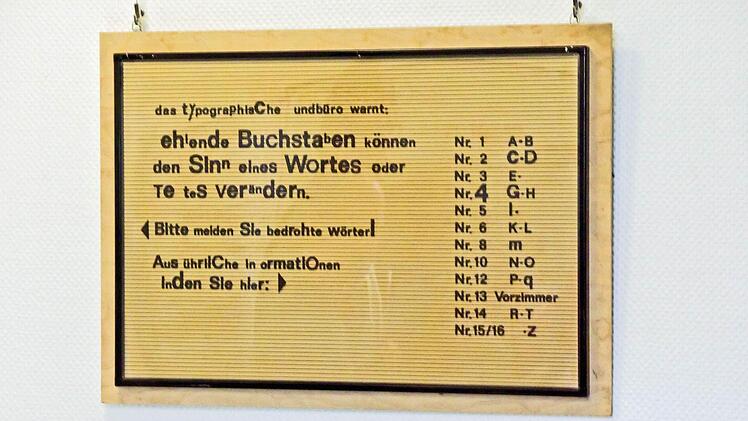 das typographisChe undbüro warnt:
ehlende Buchstaben können
den SInn eines Wortes oder
Te tes verändern.
Bitte melden Sie bedrohte wörter!
Aus ührliChe in ormatIOnen
inden SIe hier:
Nr. 1 A-B
Nr. 2 C-D
Nr. 3 E-
Nr. 4 G-H
Nr. 5 I-
Nr. 6 K-L
Nr. 8 m
Nr. 10 N-O
Nr. 12 P-q
Nr. 13 Vorzimmer
Nr. 14 R-T
Nr. 15/16 -Z